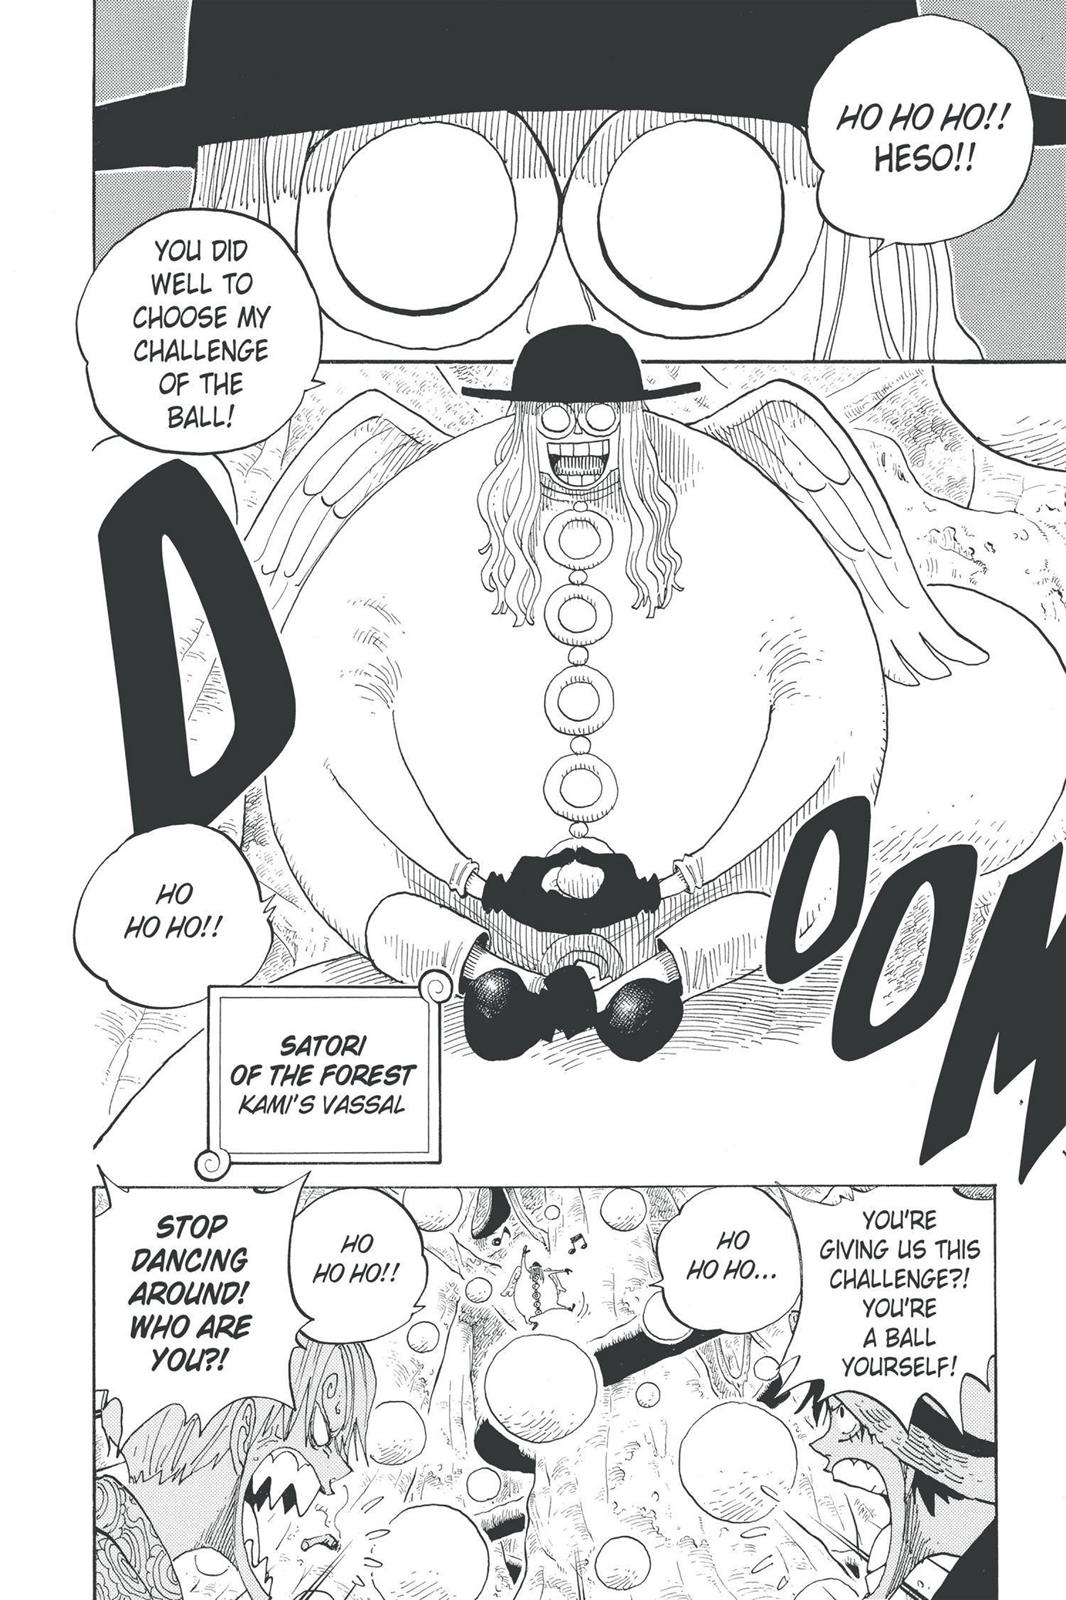 HO HO HO!!
HESO!!
YOU DID
WELL TO
CHOOSE MY
CHALLENGE
OF THE
BALL!
DOOM
HO
HO HO!!
SATORI
OF THE FOREST
KAMI'S VASSAL
YOU'RE
GIVING US THIS
CHALLENGE?!
YOU'RE
A BALL
YOURSELF!
HO
HO HO...
HO
HO HO!!
STOP
DANCING
AROUND!
WHO ARE
YOU?!